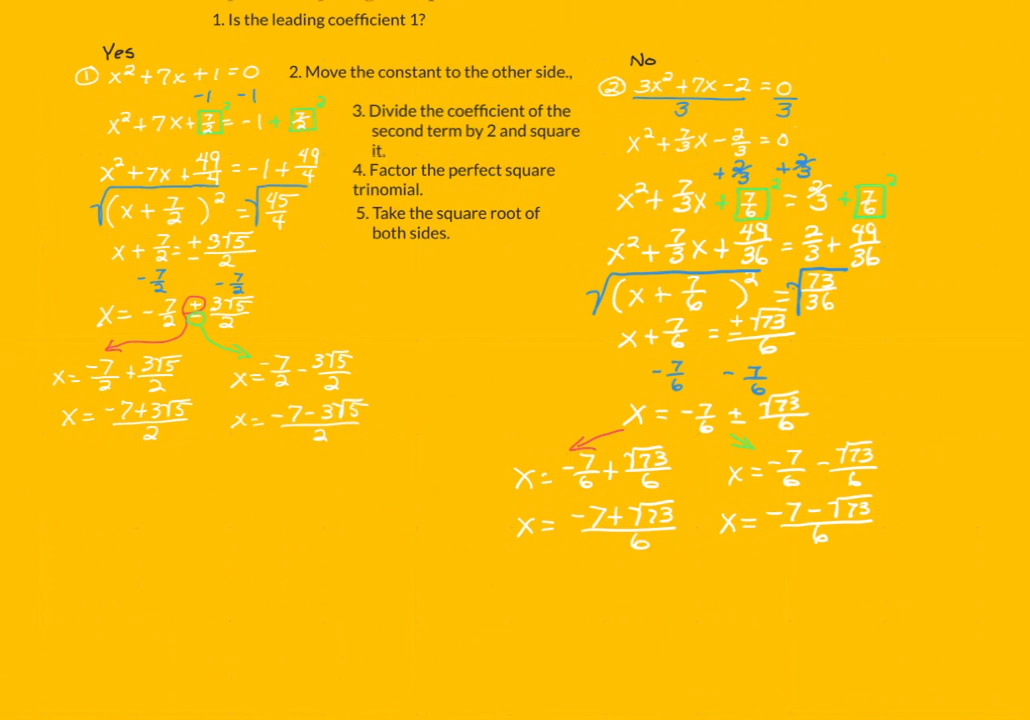 1. Is the leading coefficient 1?
Yes
① x² + 7x + 1 = 0
-1 -1
x² + 7x + [7/2]² = -1 + [7/2]²
x² + 7x + 49/4 = -1 + 49/4
√(x + 7/2)² = √45/4
x + 7/2 = ±3√5/2
-7/2 -7/2
x = -7/2 ± 3√5/2
x = -7/2 + 3√5/2 x = -7/2 - 3√5/2
x = -7+3√5/2 x = -7-3√5/2
2. Move the constant to the other side.,
3. Divide the coefficient of the
second term by 2 and square
it.
4. Factor the perfect square
trinomial.
5. Take the square root of
both sides.
No
② 3x² + 7x - 2 = 0
3 3
x² + 7/3x - 2/3 = 0
+2/3 +2/3
x² + 7/3x + [7/6]² = 2/3 + [7/6]²
x² + 7/3x + 49/36 = 2/3 + 49/36
√(x + 7/6)² = √73/36
x + 7/6 = ±√73/6
-7/6 -7/6
x = -7/6 ± √73/6
x = -7/6 + √73/6 x = -7/6 - √73/6
x = -7+√73/6 x = -7-√73/6